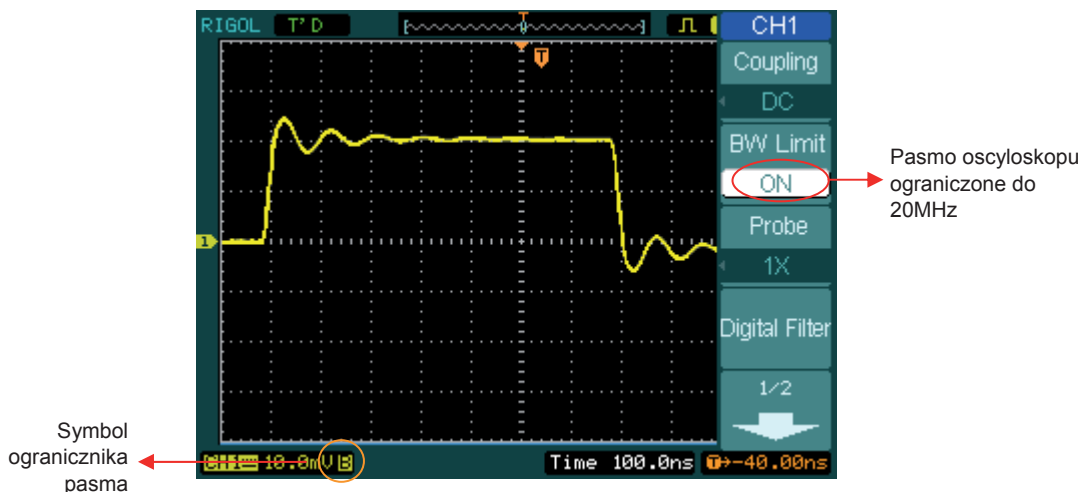 RIGOL T'D
T
CH1
Coupling
DC
BW Limit
ON
Probe
1X
Digital Filter
1/2
T
1
CH1 10.0mV B Time 100.0ns T→-40.00ns
Pasmo oscyloskopu
ograniczone do
20MHz
Symbol
ogranicznika
pasma